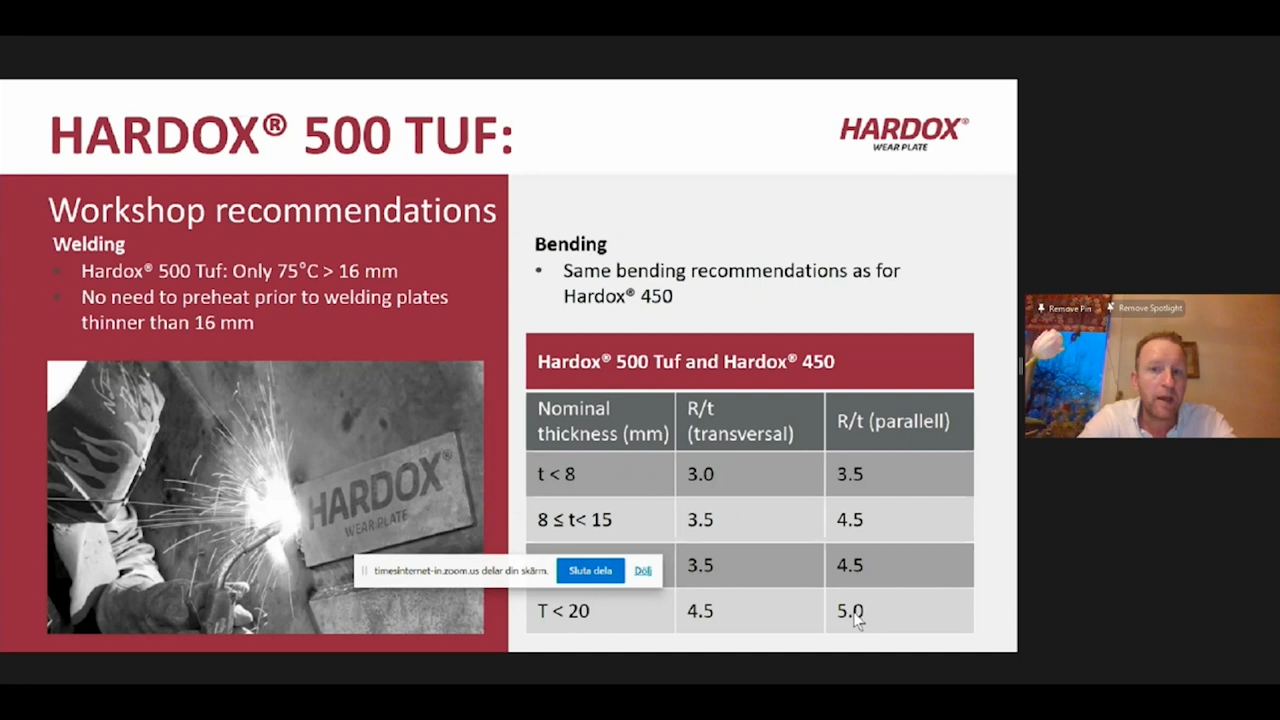 HARDOX® 500 TUF:
HARDOX®
WEAR PLATE
Workshop recommendations
Welding
Hardox® 500 Tuf: Only 75°C > 16 mm
No need to preheat prior to welding plates
thinner than 16 mm
HARDOX®
WEAR PLATE
Bending
• Same bending recommendations as for
Hardox® 450
Hardox® 500 Tuf and Hardox® 450
Nominal
thickness (mm)
R/t
(transversal)
R/t (parallell)
t < 8 3.0 3.5
8 ≤ t< 15 3.5 4.5
3.5 4.5
T < 20 4.5 5.0
timesinternet-in.zoom.us delar din skärm. Sluta dela Dölj
Remove Pin Remove Spotlight